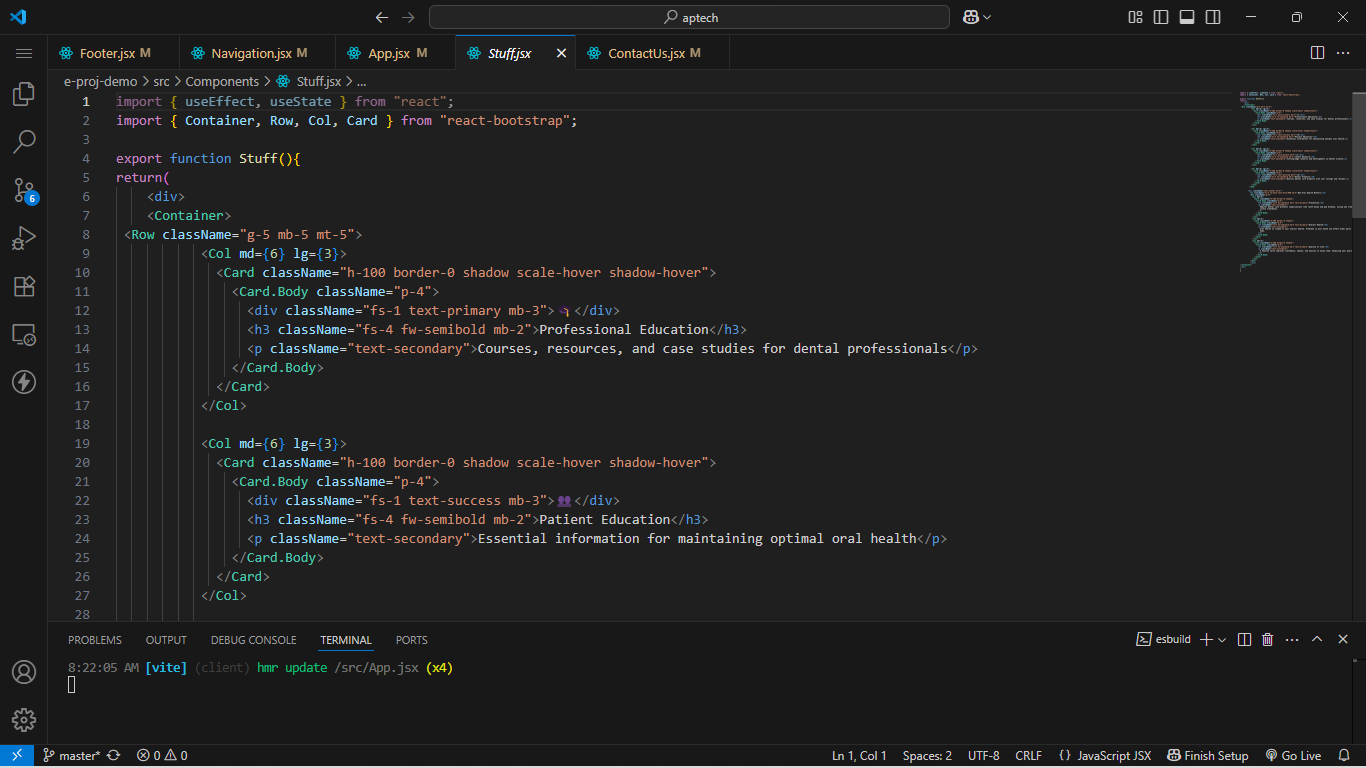 aptech
Footer.jsx M
Navigation.jsx M
App.jsx M
Stuff.jsx
ContactUs.jsx M
e-proj-demo > src > Components > Stuff.jsx > ...
1 import { useEffect, useState } from "react";
2 import { Container, Row, Col, Card } from "react-bootstrap";
3
4 export function Stuff(){
5 return(
6 <div>
7 <Container>
8 <Row className="g-5 mb-5 mt-5">
9 <Col md={6} lg={3}>
10 <Card className="h-100 border-0 shadow scale-hover shadow-hover">
11 <Card.Body className="p-4">
12 <div className="fs-1 text-primary mb-3"></div>
13 <h3 className="fs-4 fw-semibold mb-2">Professional Education</h3>
14 <p className="text-secondary">Courses, resources, and case studies for dental professionals</p>
15 </Card.Body>
16 </Card>
17 </Col>
18
19 <Col md={6} lg={3}>
20 <Card className="h-100 border-0 shadow scale-hover shadow-hover">
21 <Card.Body className="p-4">
22 <div className="fs-1 text-success mb-3">👥</div>
23 <h3 className="fs-4 fw-semibold mb-2">Patient Education</h3>
24 <p className="text-secondary">Essential information for maintaining optimal oral health</p>
25 </Card.Body>
26 </Card>
27 </Col>
28
6
PROBLEMS OUTPUT DEBUG CONSOLE TERMINAL PORTS
esbuild
8:22:05 AM [vite] (client) hmr update /src/App.jsx (x4)
master* 0 0 Ln 1, Col 1 Spaces: 2 UTF-8 CRLF {} JavaScript JSX Finish Setup Go Live